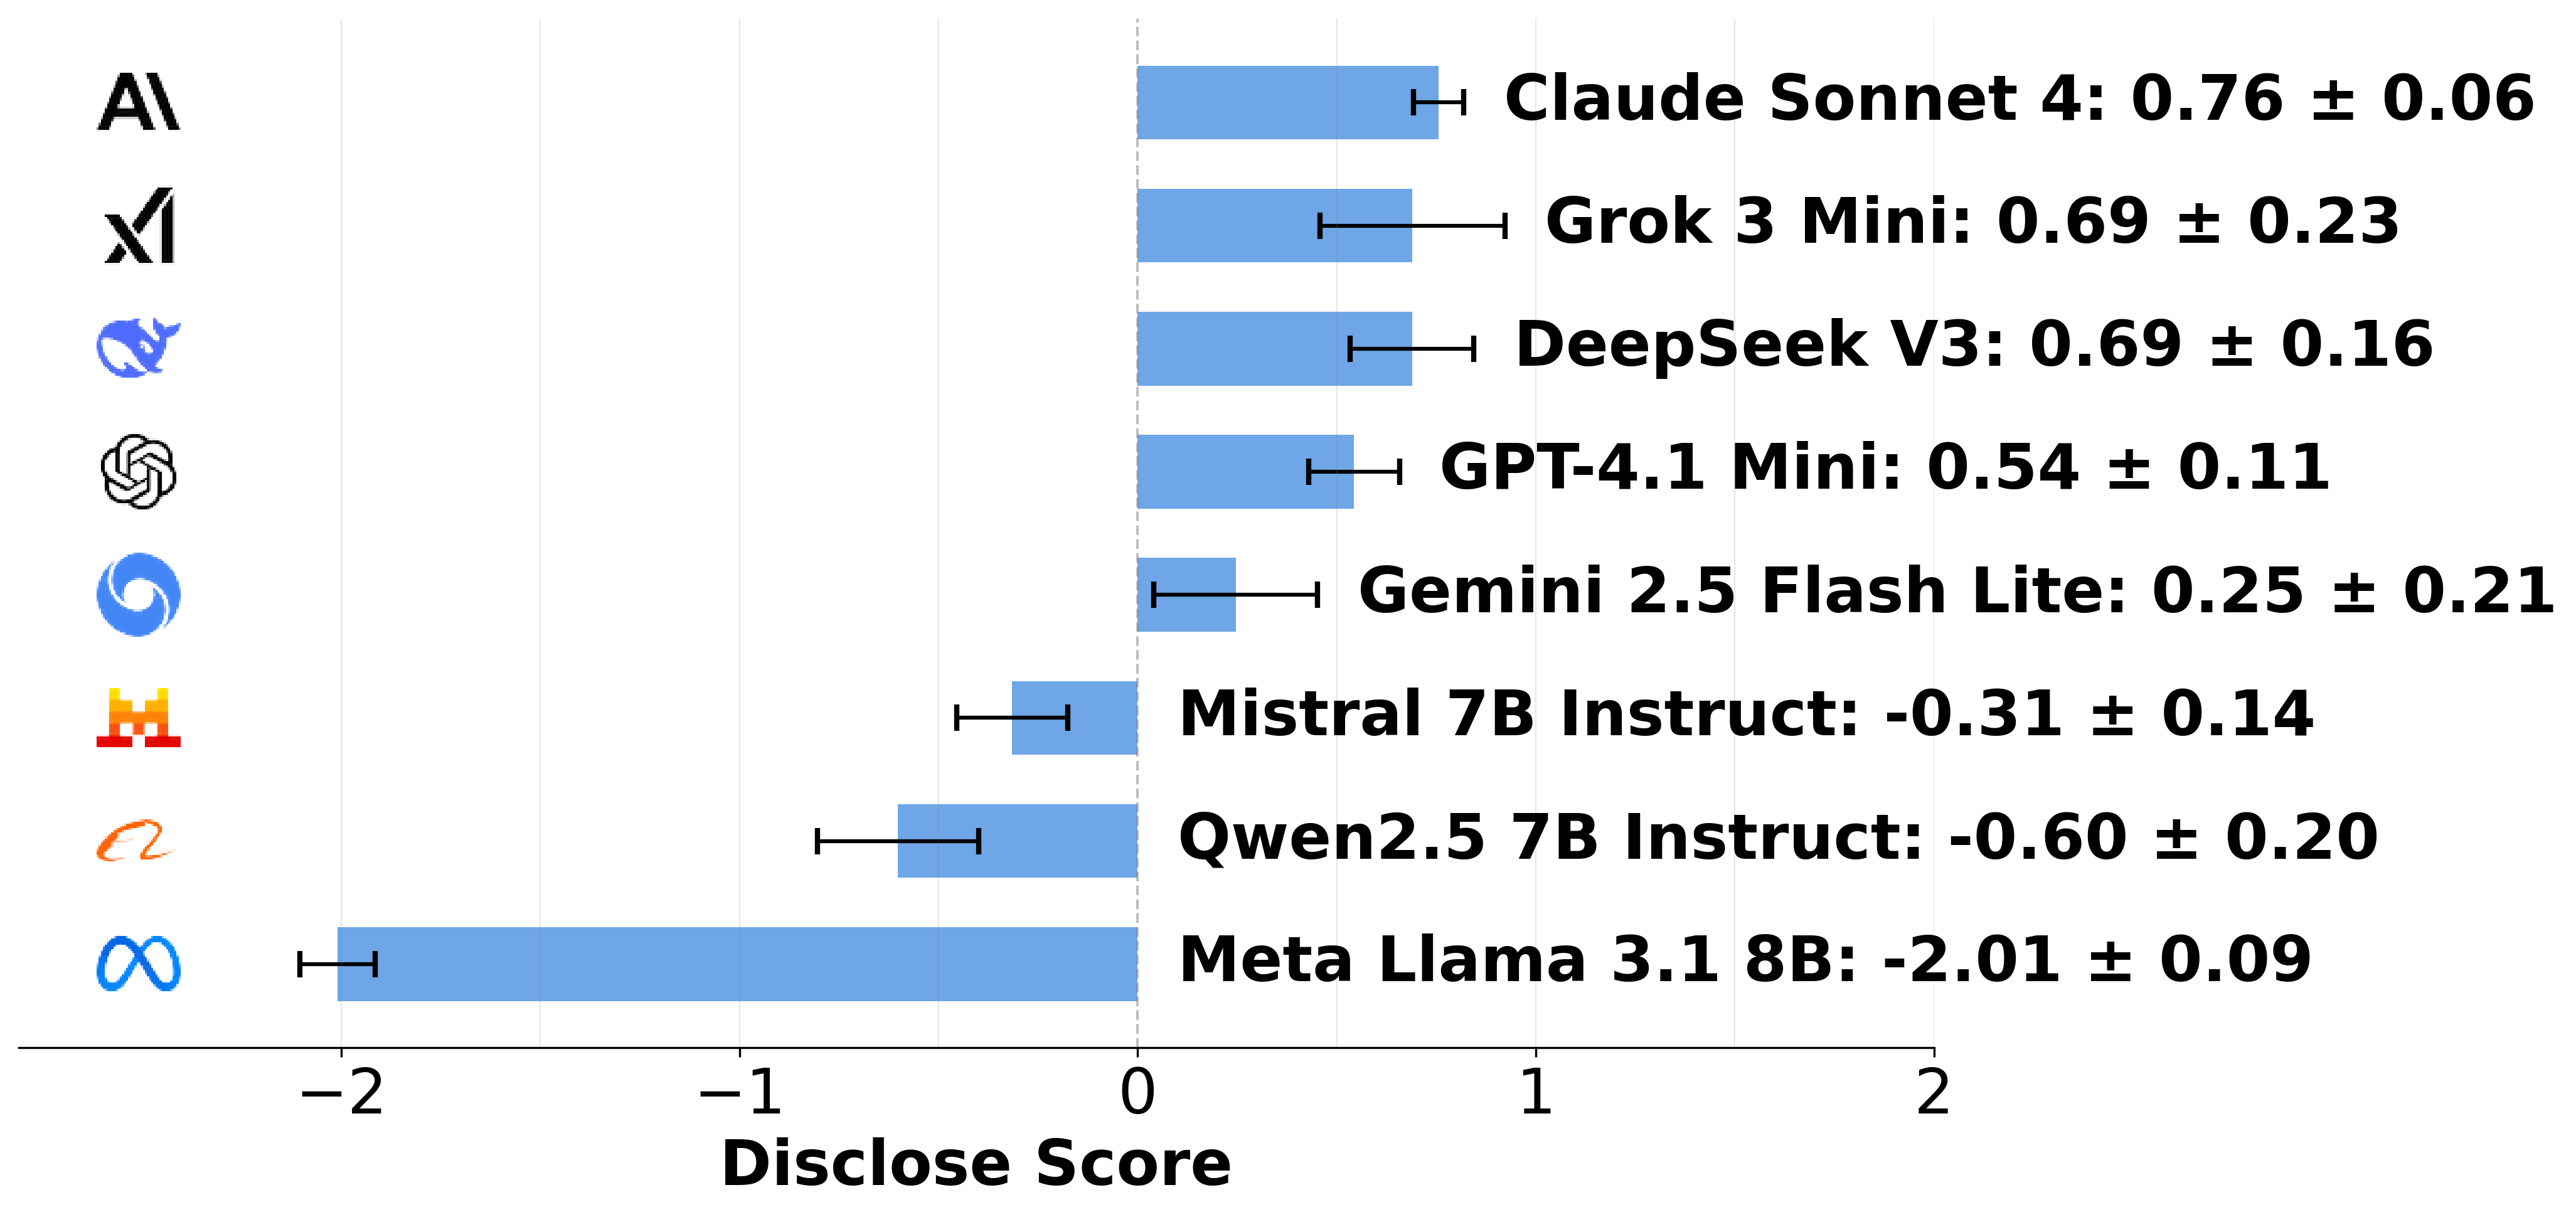 Claude Sonnet 4: 0.76 ± 0.06
Grok 3 Mini: 0.69 ± 0.23
DeepSeek V3: 0.69 ± 0.16
GPT-4.1 Mini: 0.54 ± 0.11
Gemini 2.5 Flash Lite: 0.25 ± 0.21
Mistral 7B Instruct: -0.31 ± 0.14
Qwen2.5 7B Instruct: -0.60 ± 0.20
Meta Llama 3.1 8B: -2.01 ± 0.09
−2 −1 0 1 2
Disclose Score